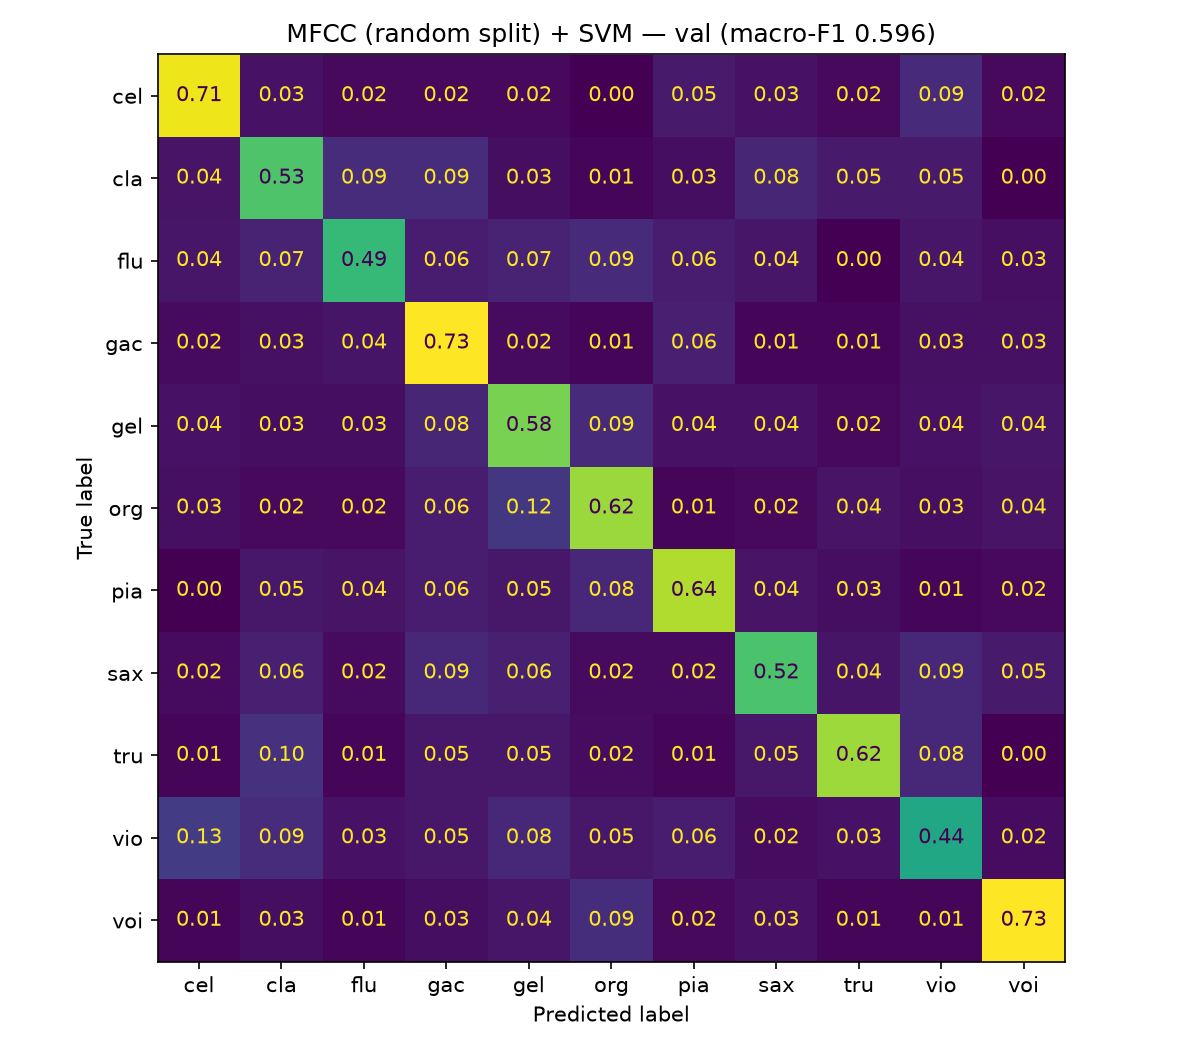 MFCC (random split) + SVM — val (macro-F1 0.596)
cel 0.71 0.03 0.02 0.02 0.02 0.00 0.05 0.03 0.02 0.09 0.02
cla 0.04 0.53 0.09 0.09 0.03 0.01 0.03 0.08 0.05 0.05 0.00
flu 0.04 0.07 0.49 0.06 0.07 0.09 0.06 0.04 0.00 0.04 0.03
gac 0.02 0.03 0.04 0.73 0.02 0.01 0.06 0.01 0.01 0.03 0.03
gel 0.04 0.03 0.03 0.08 0.58 0.09 0.04 0.04 0.02 0.04 0.04
org 0.03 0.02 0.02 0.06 0.12 0.62 0.01 0.02 0.04 0.03 0.04
pia 0.00 0.05 0.04 0.06 0.05 0.08 0.64 0.04 0.03 0.01 0.02
sax 0.02 0.06 0.02 0.09 0.06 0.02 0.02 0.52 0.04 0.09 0.05
tru 0.01 0.10 0.01 0.05 0.05 0.02 0.01 0.05 0.62 0.08 0.00
vio 0.13 0.09 0.03 0.05 0.08 0.05 0.06 0.02 0.03 0.44 0.02
voi 0.01 0.03 0.01 0.03 0.04 0.09 0.02 0.03 0.01 0.01 0.73
cel cla flu gac gel org pia sax tru vio voi
Predicted label
True label